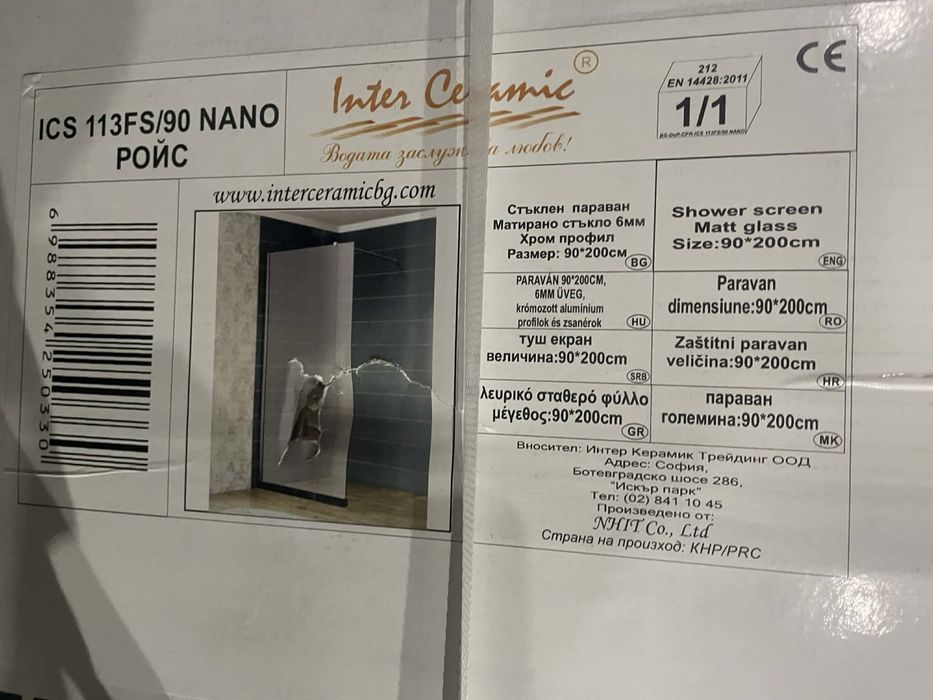 ICS 113FS/90 NANO
РОЙС
Inter Ceramic ®
Водата заслуж а любов!
212
EN 14428:2011
1/1
CE
6 988354 250330
www.interceramicbg.com
Стъклен параван
Матирано стъкло 6мм
Хром профил
Размер: 90*200см
BG
Shower screen
Matt glass
Size:90*200cm
ENG
PARAVÁN 90*200CM,
6MM ÜVEG,
krómozott aluminium
profilok és zsanérok
HU
Paravan
dimensiune:90*200cm
RO
туш екран
величина:90*200cm
SRB
Zaštitni paravan
veličina:90*200cm
HR
λευρικό σταθερό φύλλο
μέγεθος:90*200cm
GR
параван
големина:90*200cm
MK
Вносител: Интер Керамик Трейдинг ООД
Адрес: София,
Ботевградско шосе 286,
"Искър парк"
Тел: (02) 841 10 45
Произведено от:
NHIT Co., Ltd
Страна на произход: КНР/PRC